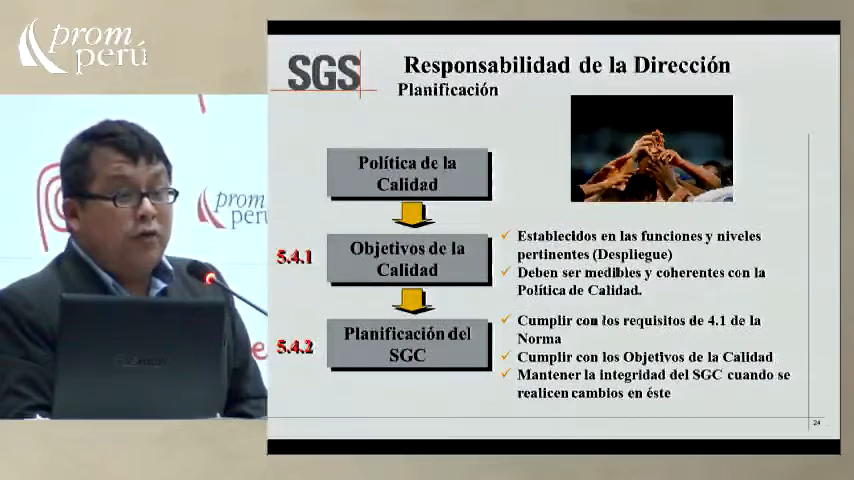 prom
perú
prom
SGS
Responsabilidad de la Dirección
Planificación
Política de la
Calidad
5.4.1
Objetivos de la
Calidad
Establecidos en las funciones y niveles
pertinentes (Despliegue)
Deben ser medibles y coherentes con la
Política de Calidad.
5.4.2
Planificación del
SGC
Cumplir con los requisitos de 4.1 de la
Norma
Cumplir con los Objetivos de la Calidad
Mantener la integridad del SGC cuando se
realicen cambios en éste
24